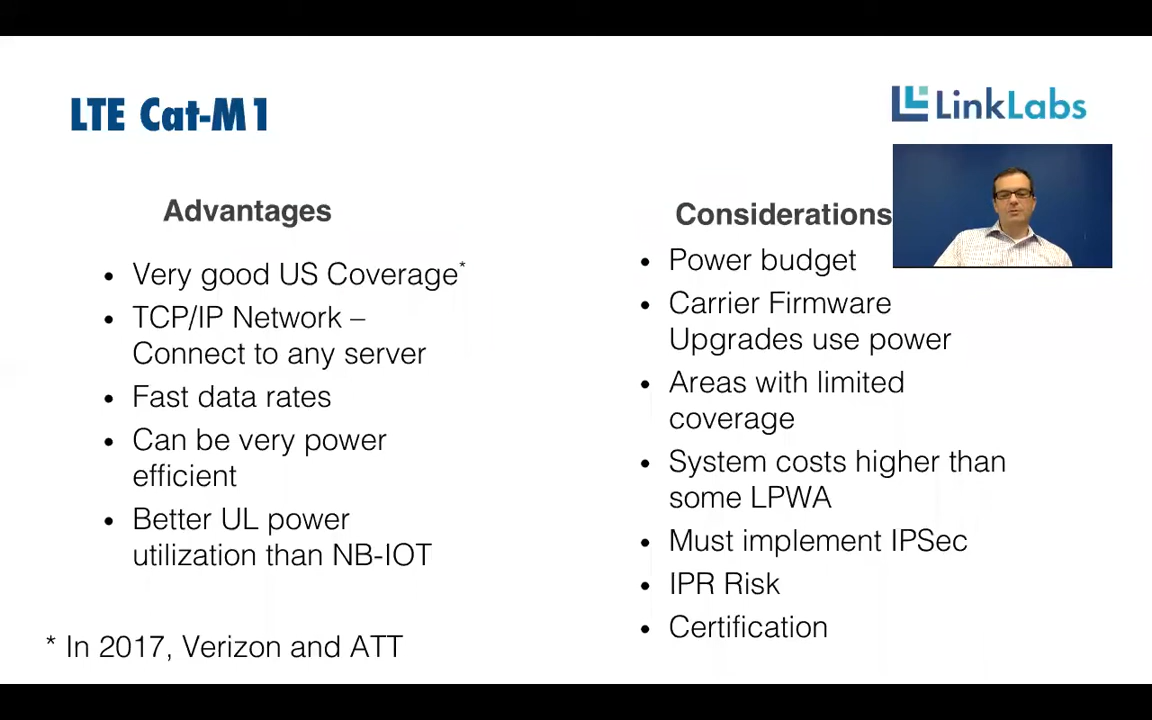 LTE Cat-M1
LinkLabs
Advantages
• Very good US Coverage*
• TCP/IP Network –
Connect to any server
• Fast data rates
• Can be very power
efficient
• Better UL power
utilization than NB-IOT
* In 2017, Verizon and ATT
Considerations
• Power budget
• Carrier Firmware
Upgrades use power
• Areas with limited
coverage
• System costs higher than
some LPWA
• Must implement IPSec
• IPR Risk
• Certification